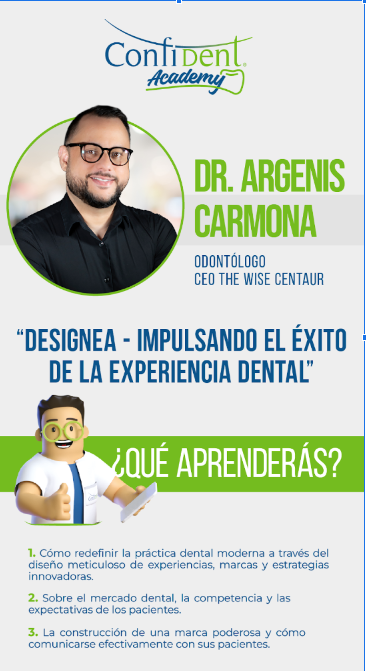 ConfiDent®
Academy
DR. ARGENIS
CARMONA
ODONTÓLOGO
CEO THE WISE CENTAUR
“DESIGNEA - IMPULSANDO EL ÉXITO
DE LA EXPERIENCIA DENTAL”
¿QUÉ APRENDERÁS?
1. Cómo redefinir la práctica dental moderna a través del
diseño meticuloso de experiencias, marcas y estrategias
innovadoras.
2. Sobre el mercado dental, la competencia y las
expectativas de los pacientes.
3. La construcción de una marca poderosa y cómo
comunicarse efectivamente con sus pacientes.